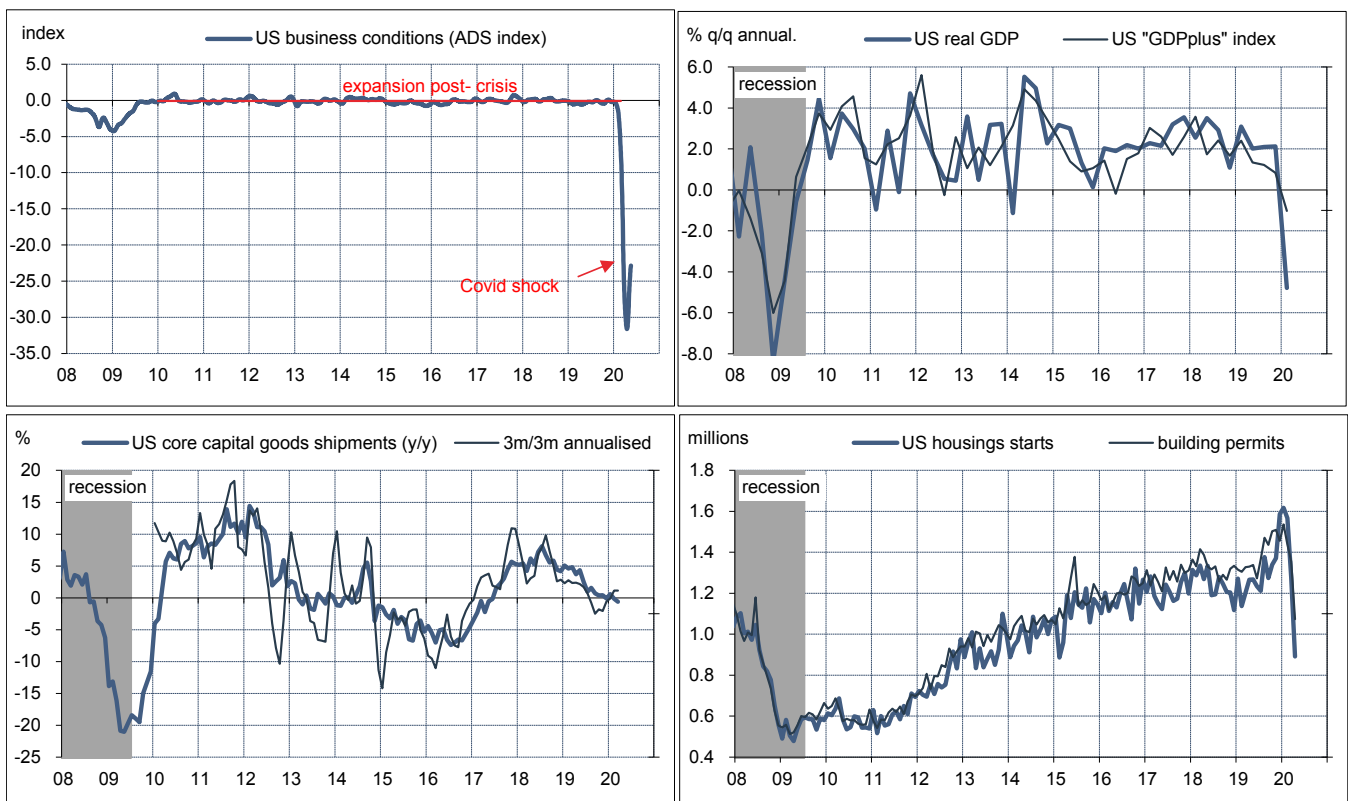 index
US business conditions (ADS index)
5.0
0.0
-5.0
-10.0
-15.0
-20.0
-25.0
-30.0
-35.0
expansion post- crisis
Covid shock
08 09 10 11 12 13 14 15 16 17 18 19 20
% q/q annual.
US real GDP
US "GDPplus" index
6.0
4.0
2.0
0.0
-2.0
-4.0
-6.0
-8.0
recession
08 09 10 11 12 13 14 15 16 17 18 19 20
%
US core capital goods shipments (y/y)
3m/3m annualised
20
15
10
5
0
-5
-10
-15
-20
-25
recession
08 09 10 11 12 13 14 15 16 17 18 19 20
millions
US housings starts
building permits
1.8
1.6
1.4
1.2
1.0
0.8
0.6
0.4
recession
08 09 10 11 12 13 14 15 16 17 18 19 20